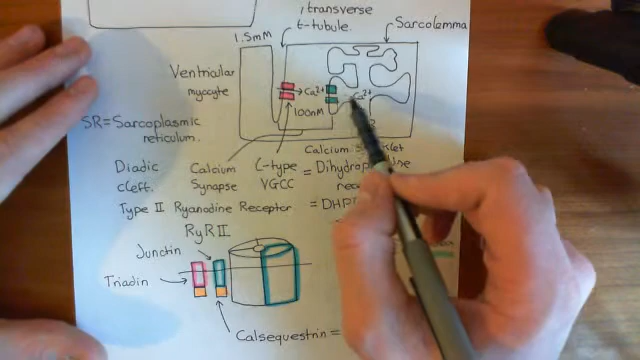 transverse
t-tubule.
Sarcolemma
1.5mM
Ventricular
myocyte
Ca²⁺
Ca²⁺
100nM
SR=Sarcoplasmic
reticulum.
Diadic
cleft.
Calcium
Synapse
L-type
VGCC
=
Type II Ryanodine Receptor
= DHPR
RyR II
Junctin
Triadin
Calsequestrin =